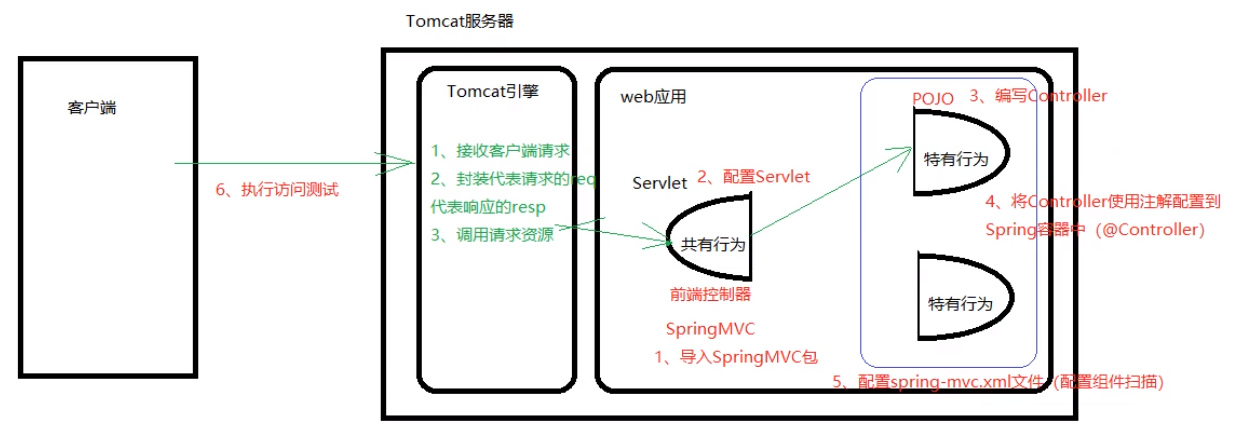 Tomcat服务器
客户端
Tomcat引擎
1、接收客户端请求
2、封装代表请求的req
代表响应的resp
3、调用请求资源
6、执行访问测试
web应用
Servlet
2、配置Servlet
共有行为
前端控制器
SpringMVC
1、导入SpringMVC包
POJO
3、编写Controller
特有行为
4、将Controller使用注解配置到
Spring容器中（@Controller）
特有行为
5、配置spring-mvc.xml文件（配置组件扫描）